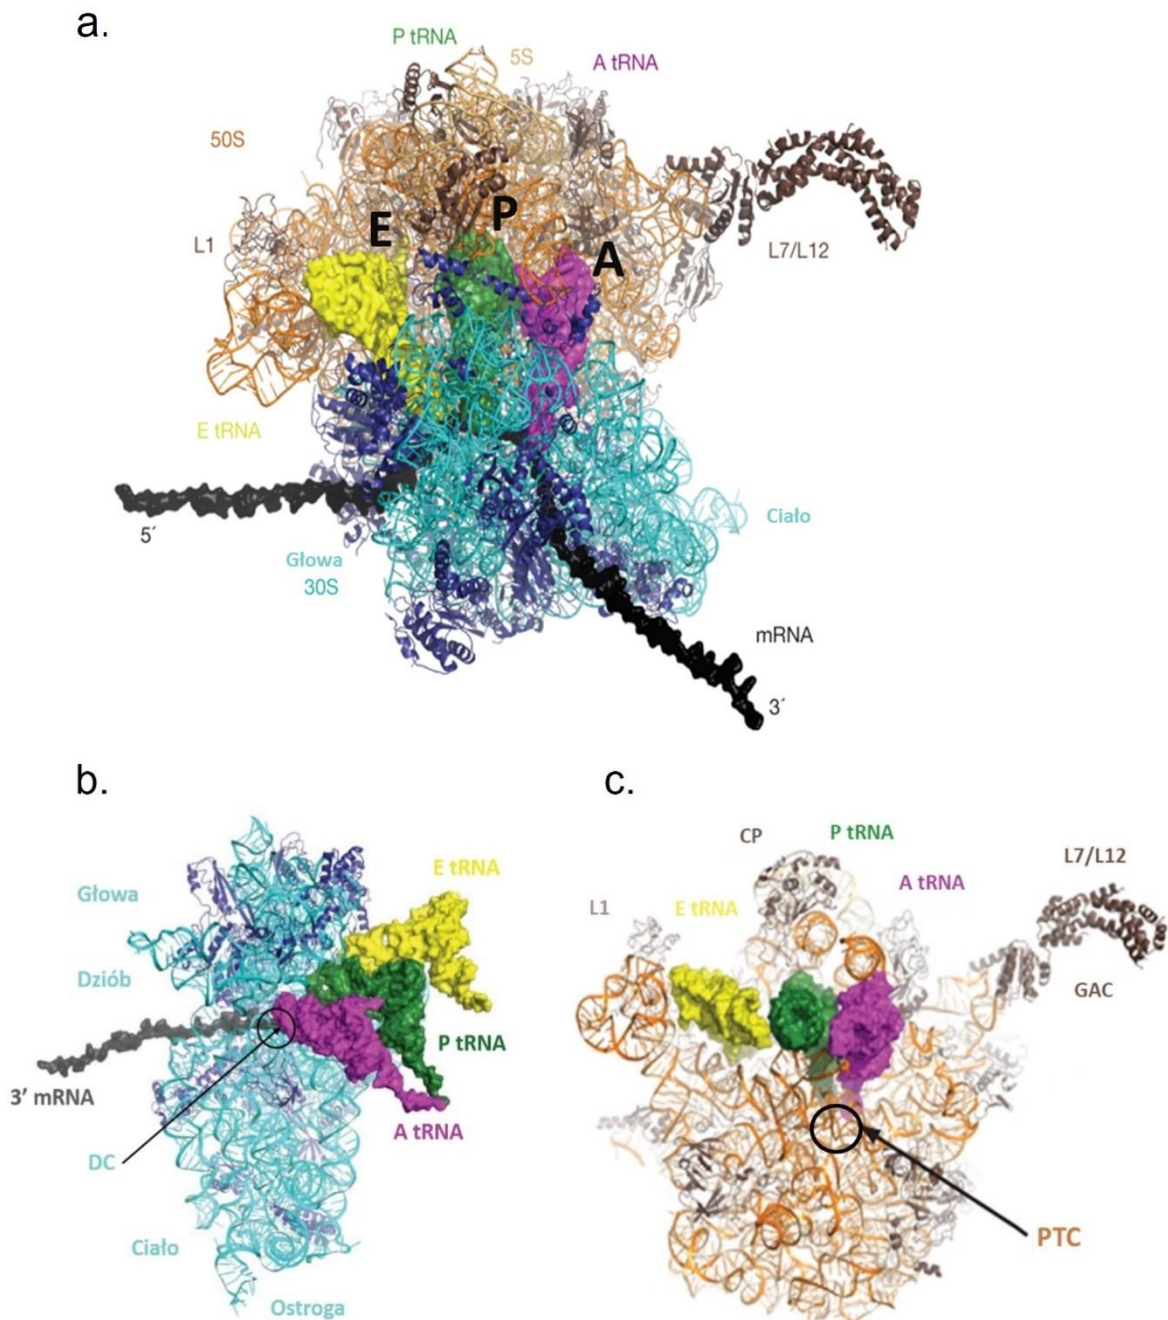 a.
P tRNA
5S
A tRNA
50S
L1
E
P
A
L7/L12
E tRNA
5´
Głowa
30S
Ciało
mRNA
3´
b.
Głowa
Dziób
E tRNA
P tRNA
3’ mRNA
A tRNA
DC
Ciało
Ostroga
c.
CP
P tRNA
L7/L12
A tRNA
L1
E tRNA
GAC
PTC